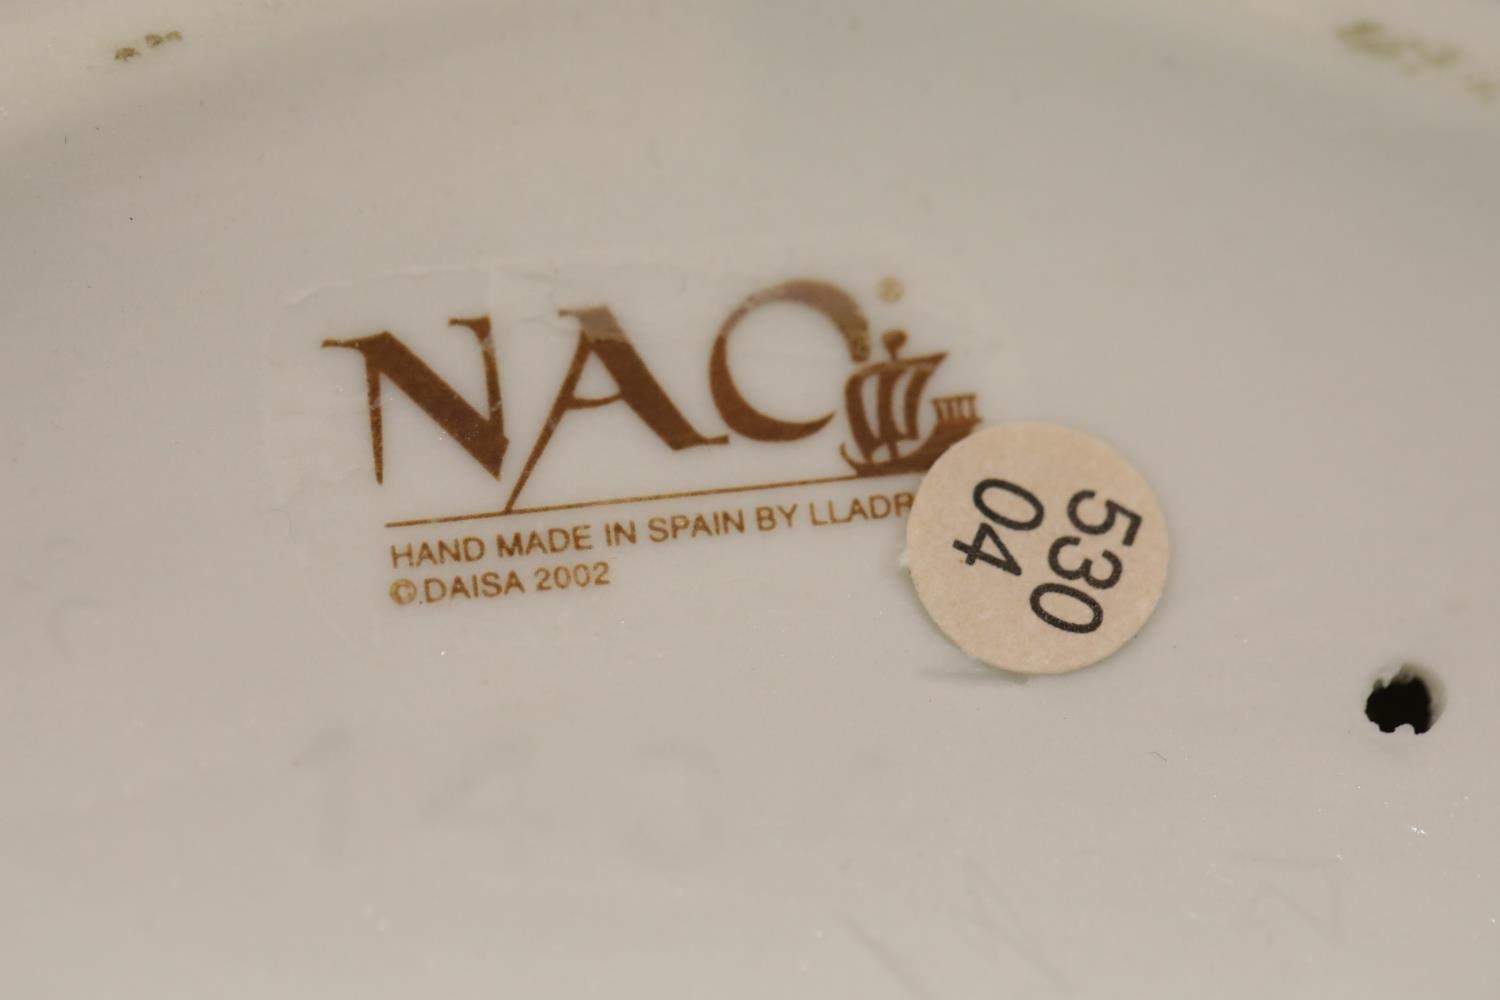 NAO®
HAND MADE IN SPAIN BY LLADR
© DAISA 2002
530
04